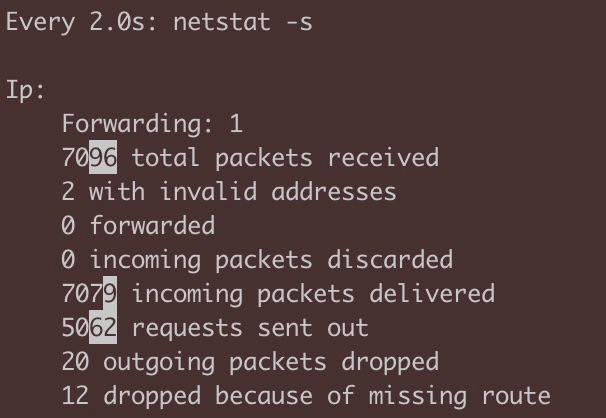 Every 2.0s: netstat -s
Ip:
Forwarding: 1
7096 total packets received
2 with invalid addresses
0 forwarded
0 incoming packets discarded
7079 incoming packets delivered
5062 requests sent out
20 outgoing packets dropped
12 dropped because of missing route